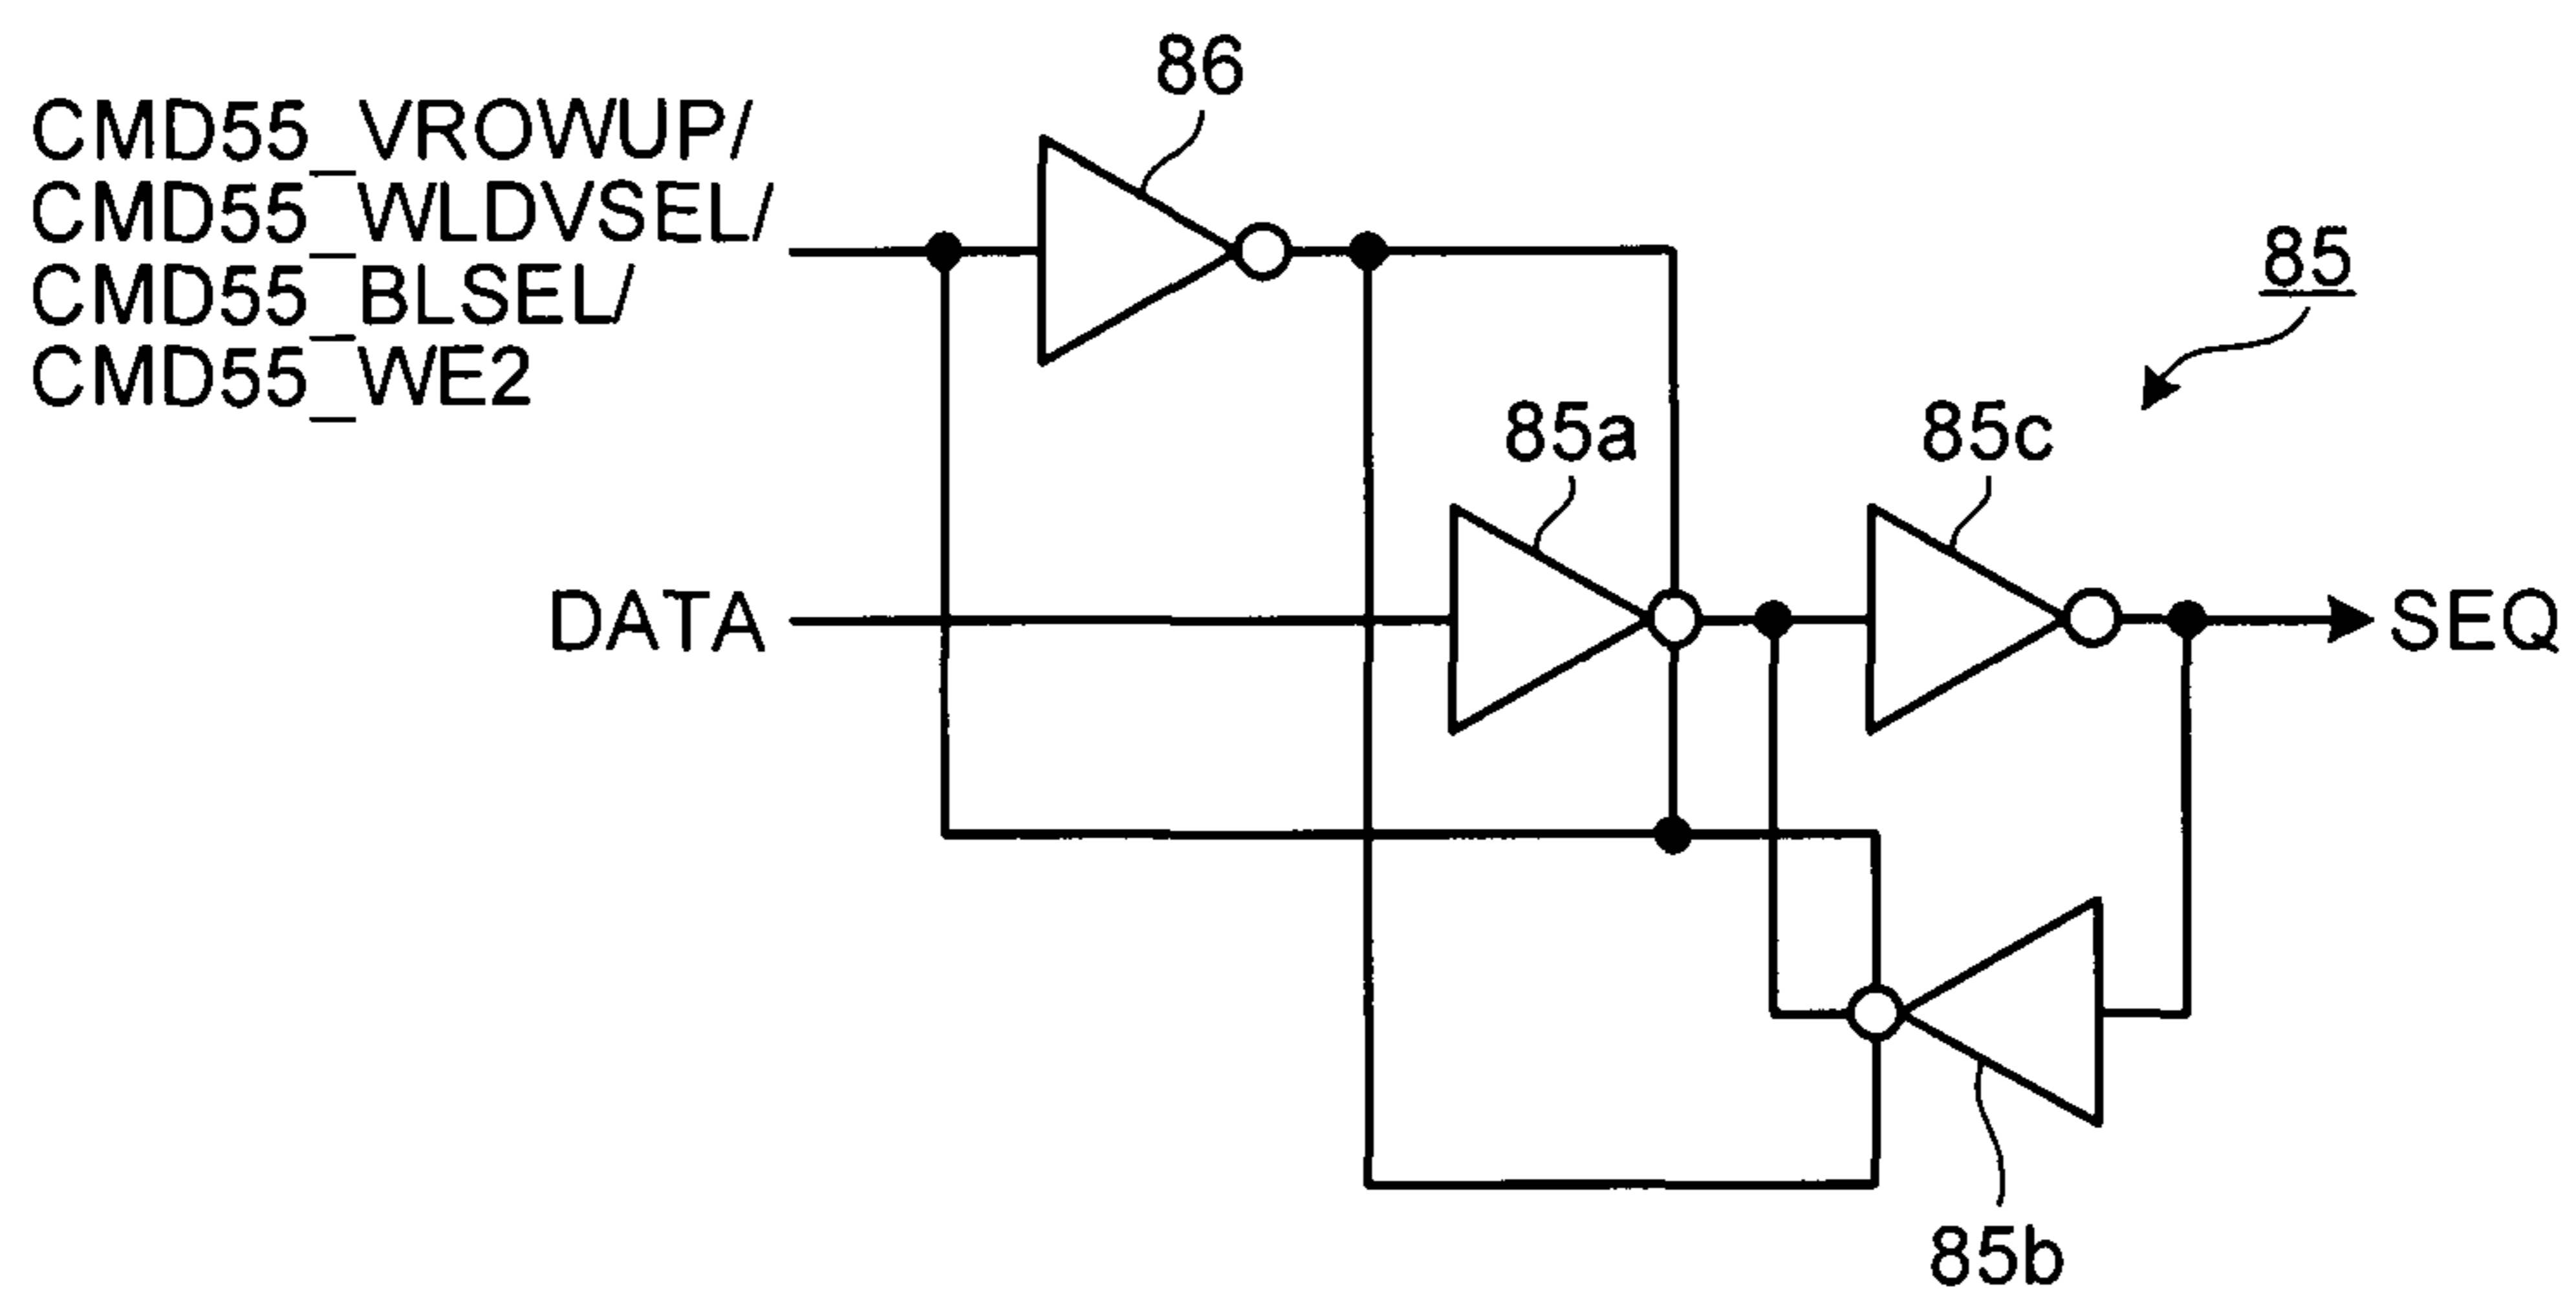 86
CMD55_VROWUP/
CMD55_WLDVSEL/
CMD55_BLSEL/
CMD55_WE2
85
85a
85c
DATA
SEQ
85b